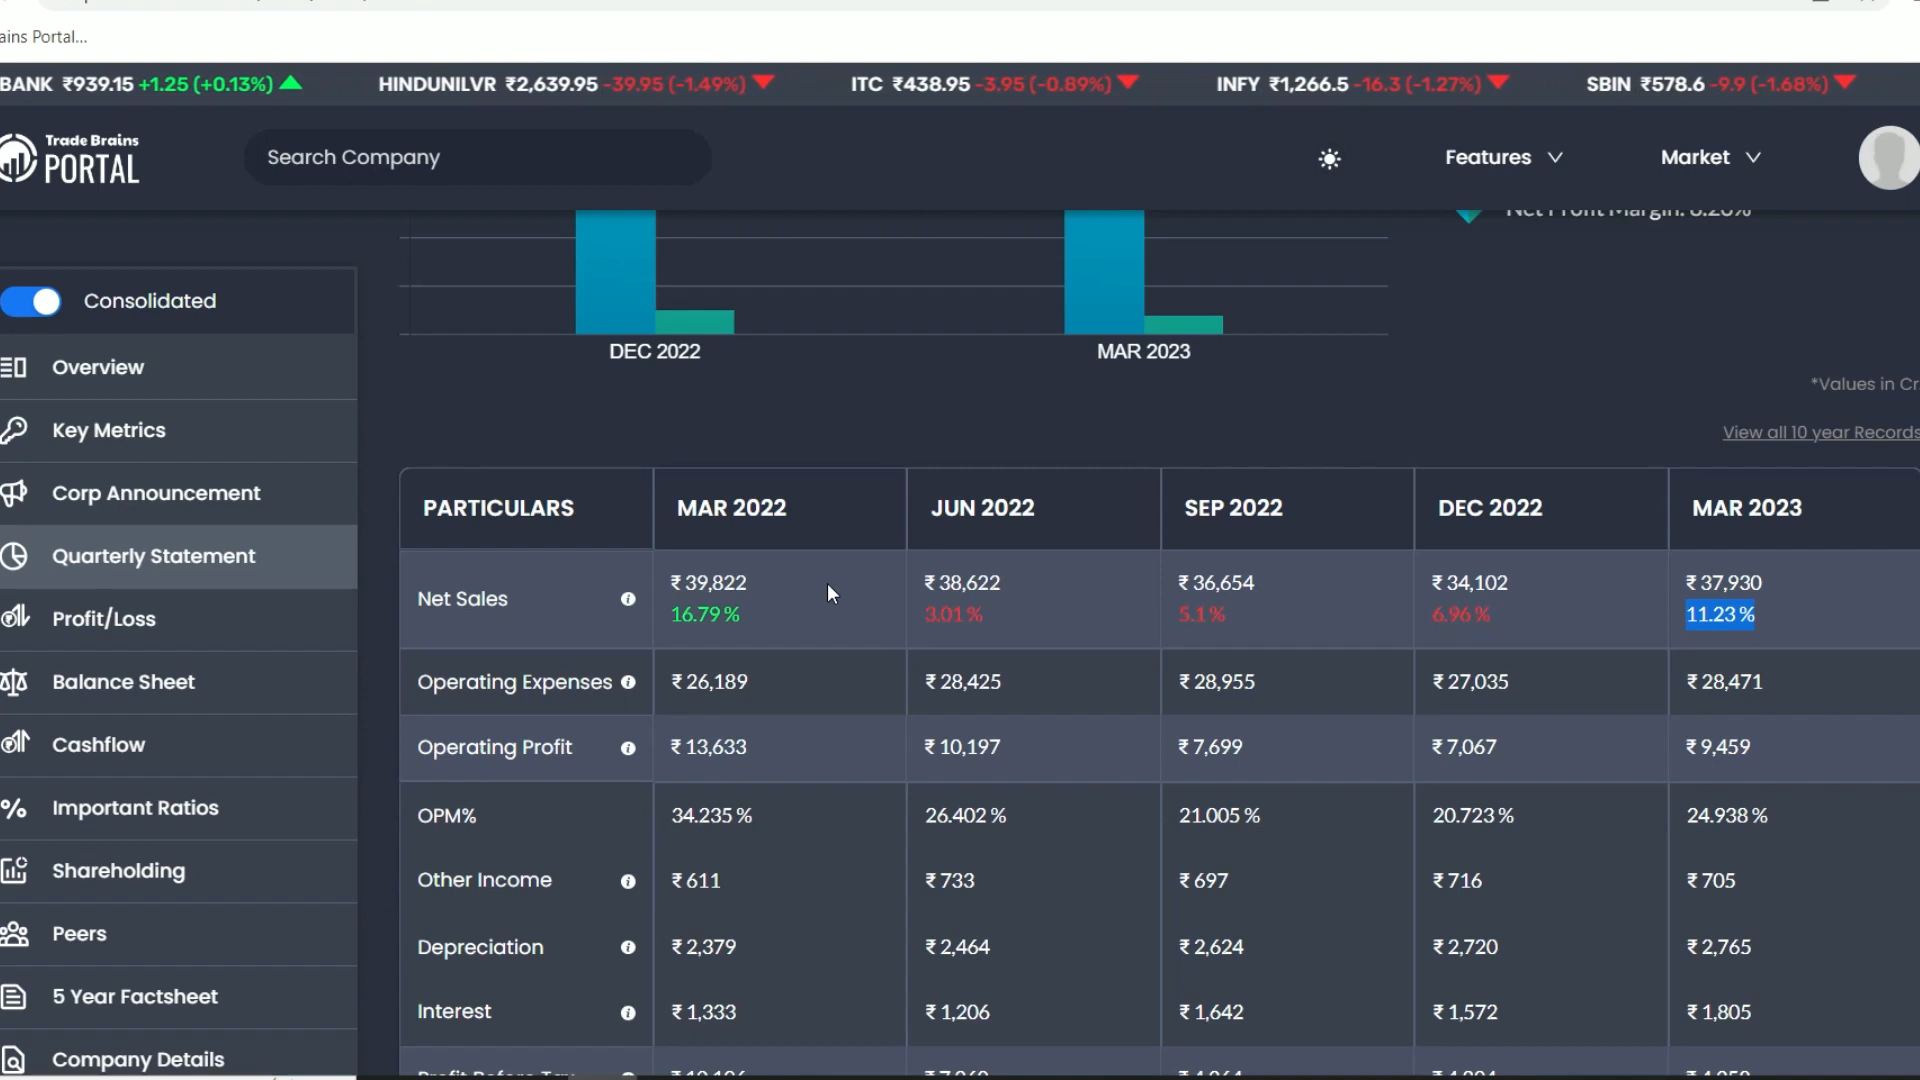 ains Portal...
BANK ₹939.15 +1.25 (+0.13%) HINDUNILVR ₹2,639.95 -39.95 (-1.49%) ITC ₹438.95 -3.95 (-0.89%) INFY ₹1,266.5 -16.3 (-1.27%) SBIN ₹578.6 -9.9 (-1.68%)
Trade Brains
PORTAL
Search Company
Features
Market
Consolidated
Overview
Key Metrics
Corp Announcement
Quarterly Statement
Profit/Loss
Balance Sheet
Cashflow
Important Ratios
Shareholding
Peers
5 Year Factsheet
Company Details
DEC 2022 MAR 2023
*Values in Cr.
View all 10 year Records
PARTICULARS MAR 2022 JUN 2022 SEP 2022 DEC 2022 MAR 2023
Net Sales ₹ 39,822 ₹ 38,622 ₹ 36,654 ₹ 34,102 ₹ 37,930
16.79 % 3.01 % 5.1 % 6.96 % 11.23 %
Operating Expenses ₹ 26,189 ₹ 28,425 ₹ 28,955 ₹ 27,035 ₹ 28,471
Operating Profit ₹ 13,633 ₹ 10,197 ₹ 7,699 ₹ 7,067 ₹ 9,459
OPM% 34.235 % 26.402 % 21.005 % 20.723 % 24.938 %
Other Income ₹ 611 ₹ 733 ₹ 697 ₹ 716 ₹ 705
Depreciation ₹ 2,379 ₹ 2,464 ₹ 2,624 ₹ 2,720 ₹ 2,765
Interest ₹ 1,333 ₹ 1,206 ₹ 1,642 ₹ 1,572 ₹ 1,805